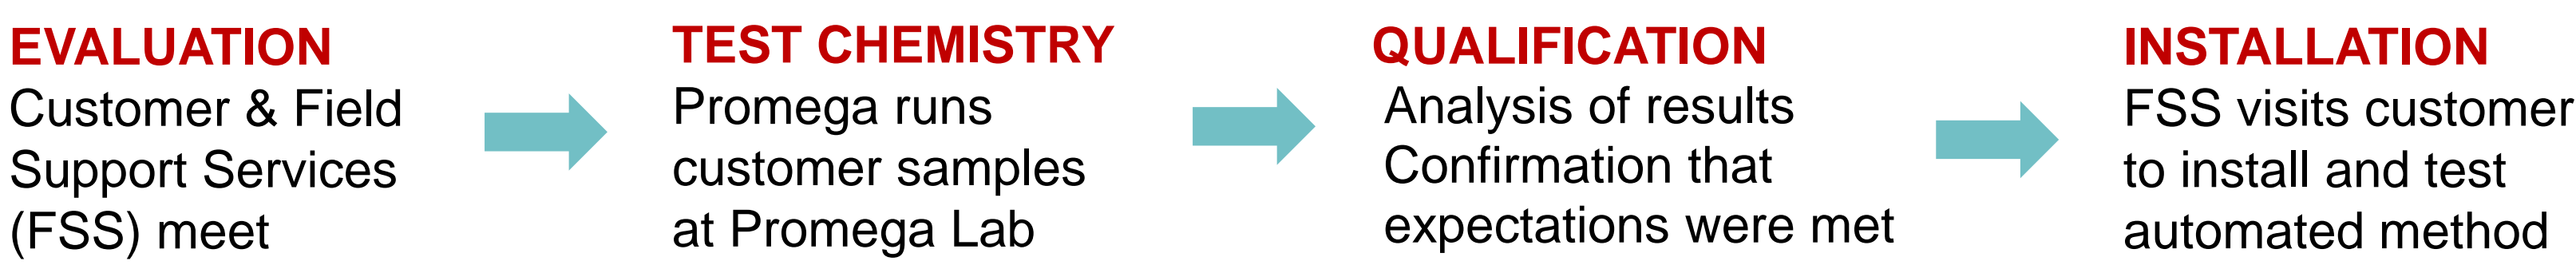 EVALUATION
Customer & Field
Support Services
(FSS) meet
TEST CHEMISTRY
Promega runs
customer samples
at Promega Lab
QUALIFICATION
Analysis of results
Confirmation that
expectations were met
INSTALLATION
FSS visits customer
to install and test
automated method